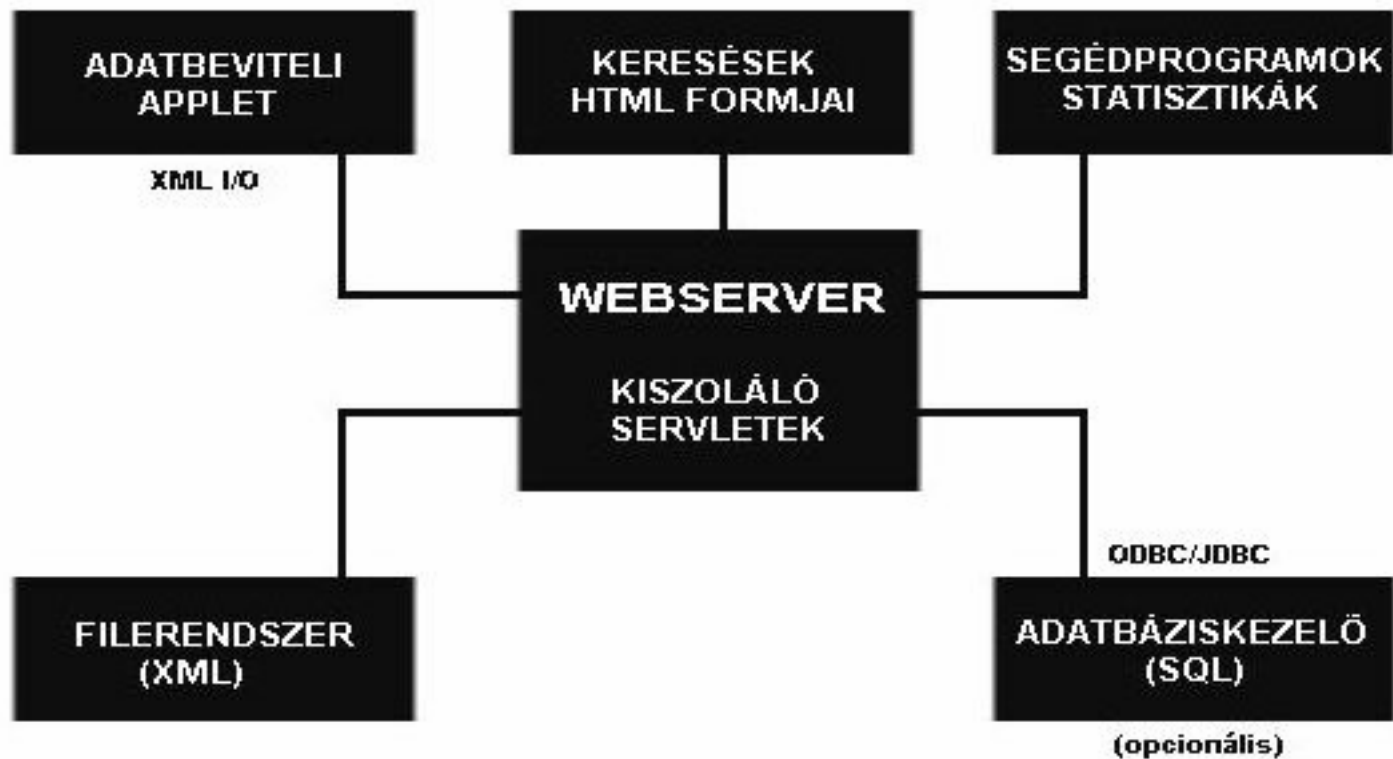 ADATBEVITELI
APPLET
KERESÉSEK
HTML FORMJAI
SEGÉDPROGRAMOK
STATISZTIKÁK
XML I/O
WEBSERVER
KISZOLÁLÓ
SERVLETEK
ODBC/JDBC
FILERENDSZER
(XML)
ADATBÁZISKEZELŐ
(SQL)
(opcionális)